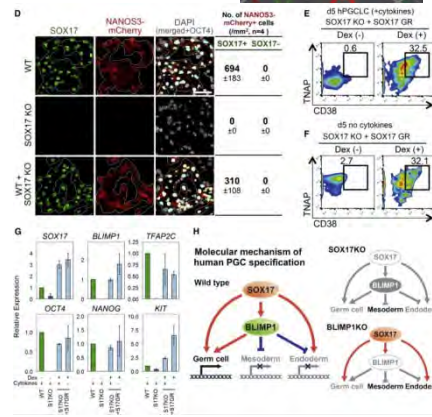 D
SOX17
NANOS3-
mCherry
DAPI
(merged+OCT4)
No. of NANOS3-
mCherry+ cells
(/mm², n=4)
SOX17+ SOX17-
WT
694
±183
0
±0
SOX17 KO
0
±0
0
±0
WT +
SOX17 KO
310
±108
0
±0
E
d5 hPGCLC (+cytokines)
SOX17 KO + SOX17 GR
Dex (-)
Dex (+)
0.6
32.5
TNAP
CD38
F
d5 no cytokines
SOX17 KO + SOX17 GR
Dex (-)
Dex (+)
2.7
32.1
TNAP
CD38
G
SOX17
BLIMP1
TFAP2C
Relative Expression
OCT4
NANOG
KIT
Dex
Cytokines
WT
S17KO
S17KO
+S17GR
H
Molecular mechanism of
human PGC specification
Wild type
SOX17
BLIMP1
Germ cell
Mesoderm
Endoderm
SOX17KO
SOX17
BLIMP1
Germ cell
Mesoderm
Endode
BLIMP1KO
SOX17
BLIMP1
Germ cell
Mesoderm
Endode